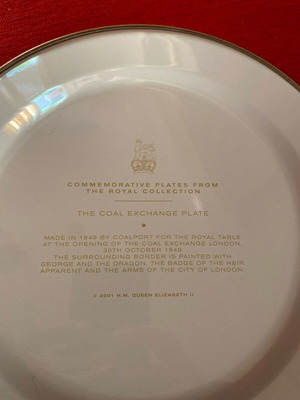 COMMEMORATIVE PLATES FROM
THE ROYAL COLLECTION
THE COAL EXCHANGE PLATE
MADE IN 1849 BY COALPORT FOR THE ROYAL TABLE
AT THE OPENING OF THE COAL EXCHANGE LONDON,
30TH OCTOBER 1849.
THE SURROUNDING BORDER IS PAINTED WITH
GEORGE AND THE DRAGON, THE BADGE OF THE HEIR
APPARENT AND THE ARMS OF THE CITY OF LONDON.
© 2001 H.M. QUEEN ELIZABETH II